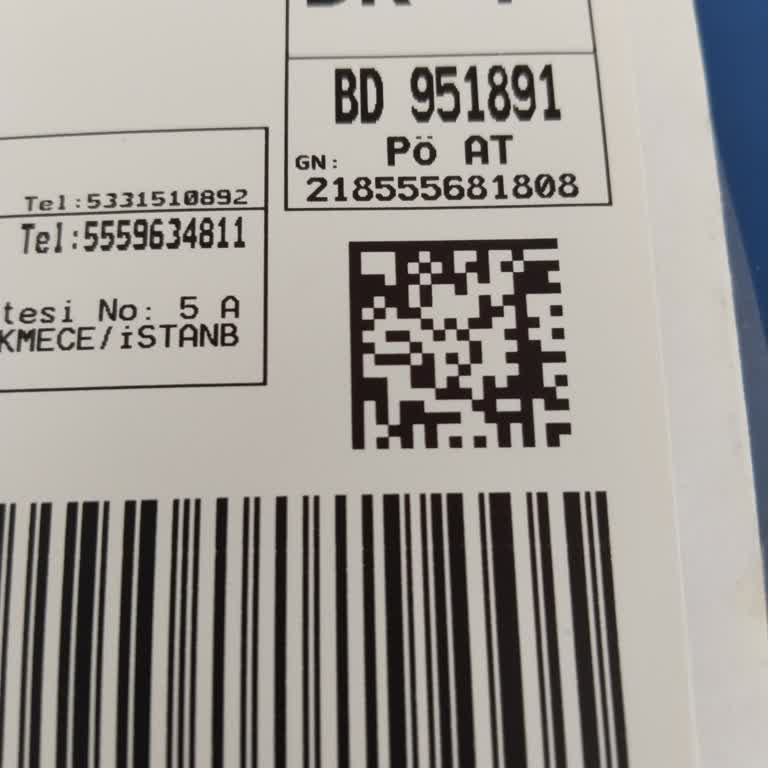 BD 951891
Pö AT
GN:
218555681808
Tel:5331510892
Tel:5559634811
tesi No: 5 A
KMECE/iSTANB